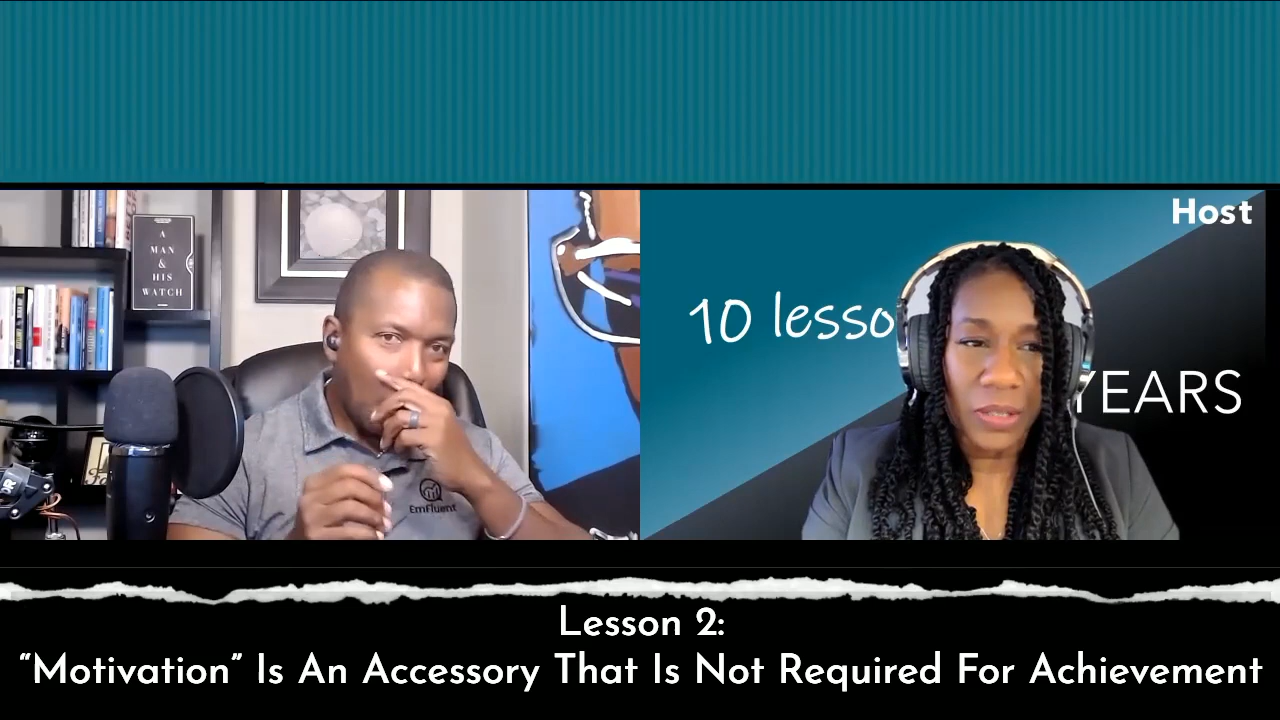 Host
A
MAN
&
HIS
WATCH
10 lesso
YEARS
EmFluent
Lesson 2:
“Motivation” Is An Accessory That Is Not Required For Achievement